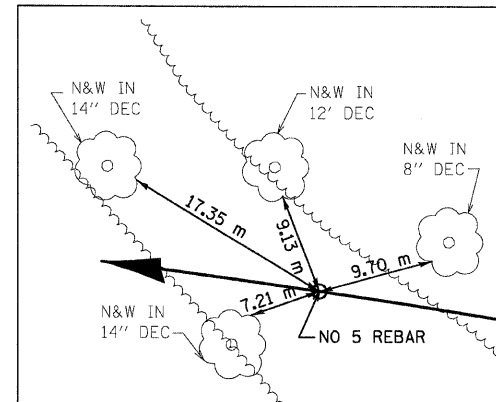 N&W IN
14'' DEC
N&W IN
12' DEC
N&W IN
8'' DEC
17.35 m
9.13 m
9.70 m
7.21 m
N&W IN
14'' DEC
NO 5 REBAR